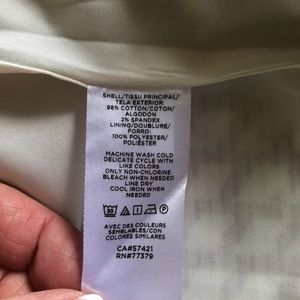 SHELL/TISSU PRINCIPAL/
TELA EXTERIOR:
98% COTTON/COTON/
ALGODÓN
2% SPANDEX
LINING/DOUBLURE/
FORRO:
100% POLYESTER/
POLIÉSTER
MACHINE WASH COLD
DELICATE CYCLE WITH
LIKE COLORS
ONLY NON-CHLORINE
BLEACH WHEN NEEDED
LINE DRY
COOL IRON WHEN
NEEDED
AVEC DES COULEURS
SEMBLABLES/CON
COLORES SIMILARES
CA#57421
RN#77379